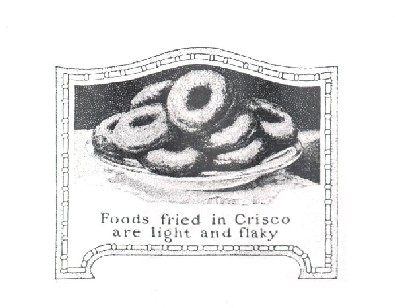 Foods fried in Crisco
are light and flaky